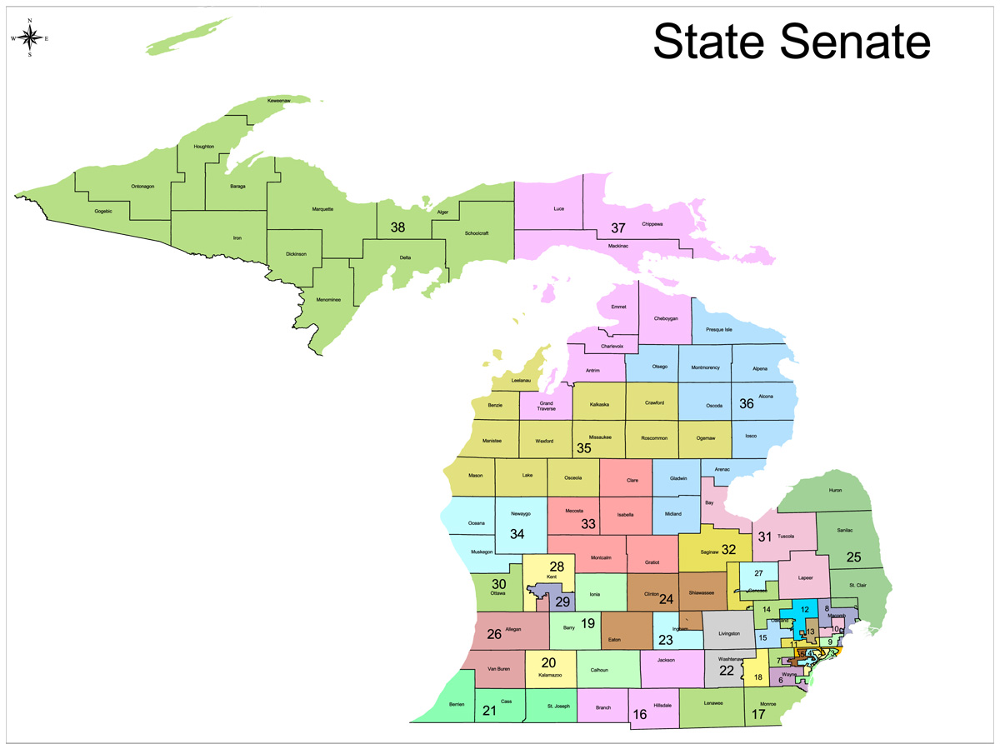 State Senate
N
W
E
S
Keweenaw
Houghton
Ontonagon
Baraga
Gogebic
Marquette
Alger
Luce
38
37
Chippewa
Schoolcraft
Iron
Mackinac
Dickinson
Delta
Menominee
Emmet
Cheboygan
Presque Isle
Charlevoix
Antrim
Otsego
Montmorency
Alpena
Leelanau
Benzie
Grand
Traverse
Kalkaska
Crawford
Oscoda
36
Alcona
Manistee
Wexford
Missaukee
35
Roscommon
Ogemaw
Iosco
Mason
Lake
Osceola
Clare
Gladwin
Arenac
Huron
Oceana
Newaygo
34
Mecosta
33
Isabella
Midland
Bay
31
Tuscola
Sanilac
25
Muskegon
Montcalm
Gratiot
Saginaw
32
28
Kent
30
Ottawa
29
Ionia
Clinton
24
Shiawassee
27
Genesee
Lapeer
St. Clair
14
12
8
Macomb
Oakland
26
Allegan
Barry
19
Eaton
Ingham
23
Livingston
15
13
10
11
9
Van Buren
20
Kalamazoo
Calhoun
Jackson
Washtenaw
22
18
7
5
4
Wayne
6
Berrien
Cass
21
St. Joseph
Branch
16
Hillsdale
Lenawee
Monroe
17